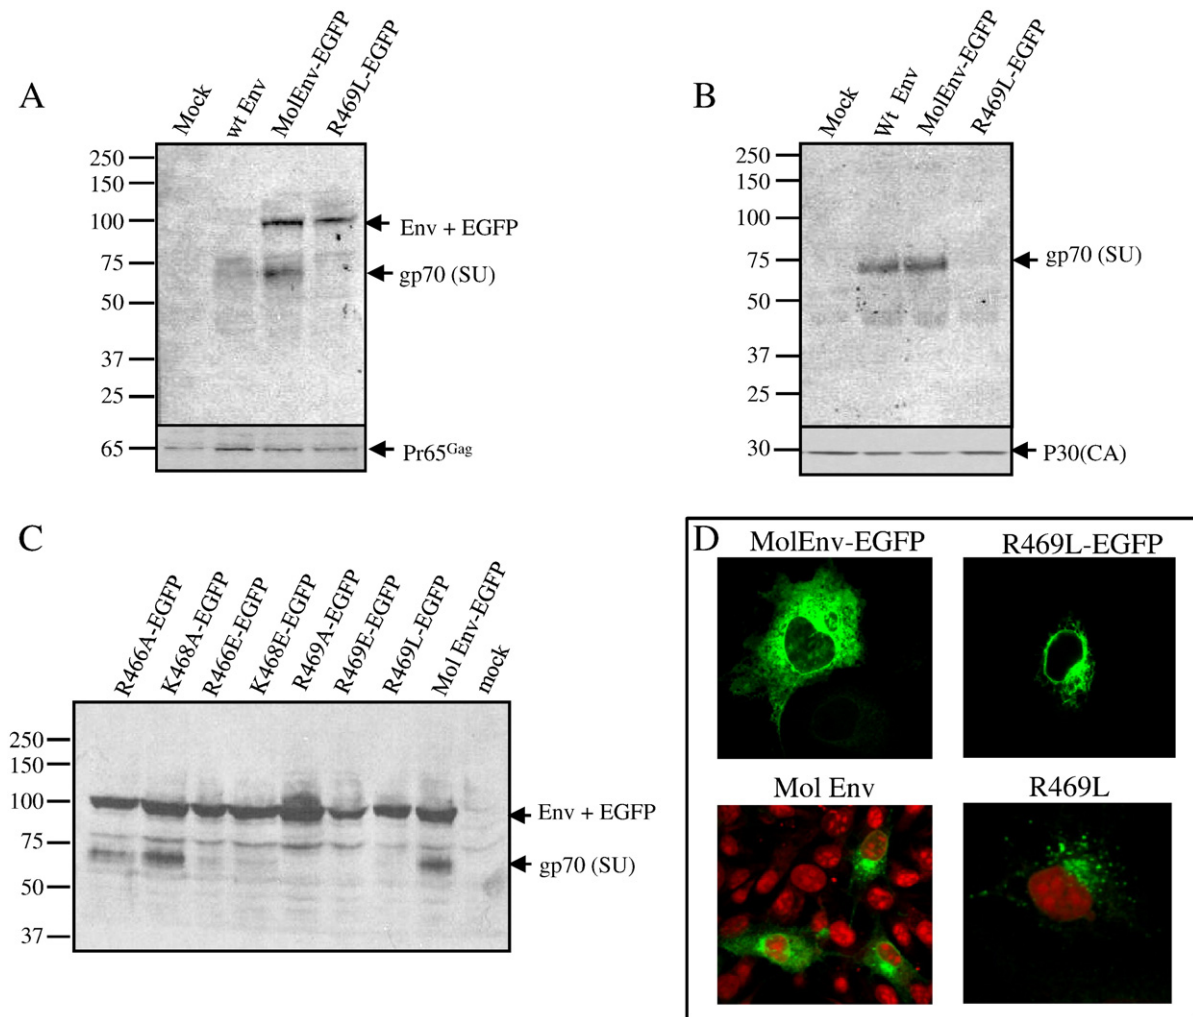 A
Mock
wt Env
MolEnv-EGFP
R469L-EGFP
250
150
100
75
50
37
25
65
Env + EGFP
gp70 (SU)
Pr65Gag
B
Mock
Wt Env
MolEnv-EGFP
R469L-EGFP
250
150
100
75
50
37
25
30
gp70 (SU)
P30(CA)
C
R466A-EGFP
K468A-EGFP
R466E-EGFP
K468E-EGFP
R469A-EGFP
R469E-EGFP
R469L-EGFP
Mol Env-EGFP
mock
250
150
100
75
50
37
Env + EGFP
gp70 (SU)
D
MolEnv-EGFP
R469L-EGFP
Mol Env
R469L